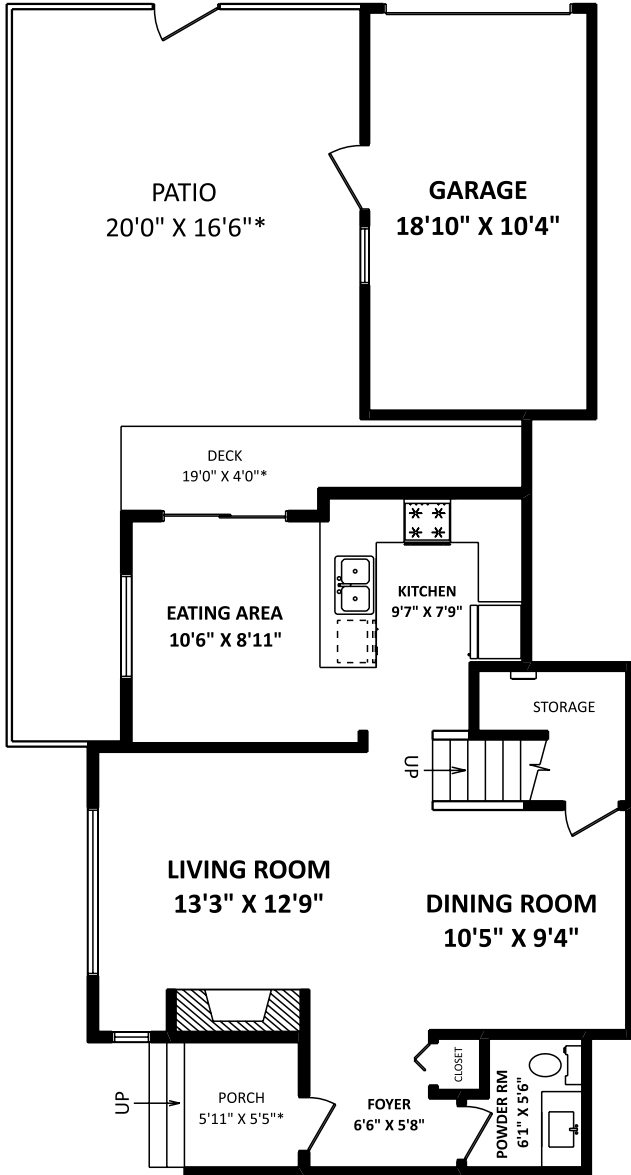 PATIO
20'0" X 16'6"*
GARAGE
18'10" X 10'4"
DECK
19'0" X 4'0"*
EATING AREA
10'6" X 8'11"
KITCHEN
9'7" X 7'9"
STORAGE
UP
LIVING ROOM
13'3" X 12'9"
DINING ROOM
10'5" X 9'4"
UP
PORCH
5'11" X 5'5"*
FOYER
6'6" X 5'8"
CLOSET
POWDER RM
6'1" X 5'6"